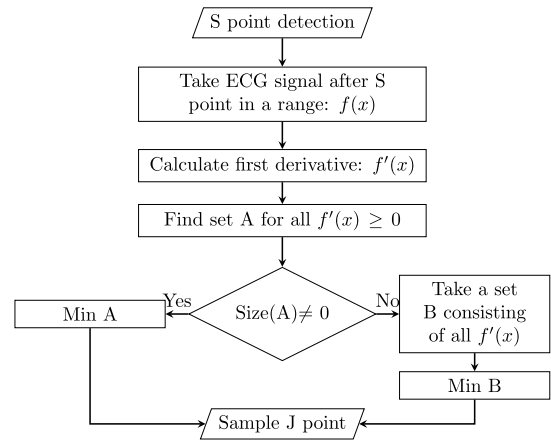 S point detection
Take ECG signal after S
point in a range: f(x)
Calculate first derivative: f′(x)
Find set A for all f′(x) ≥ 0
Size(A)≠ 0
Yes
No
Min A
Take a set
B consisting
of all f′(x)
Min B
Sample J point